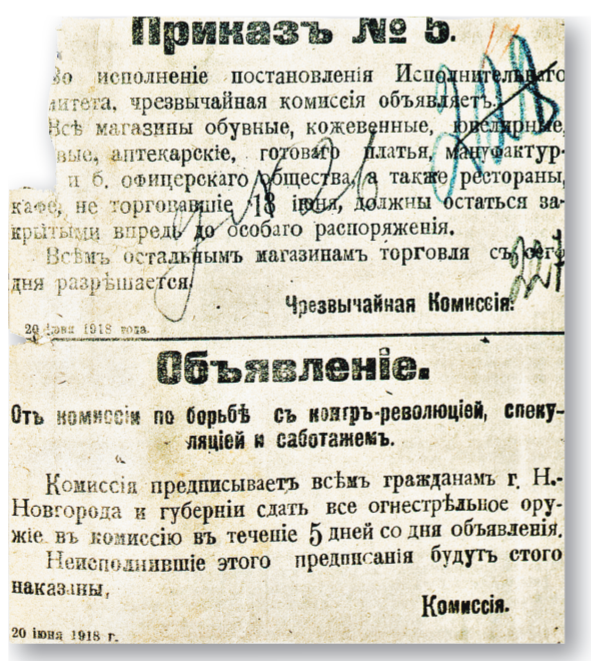 Приказъ № 5.
Во исполненіе постановленія Исполнительнаго
митета, чрезвычайная комиссія объявляетъ:
Всѣ магазины обувные, кожевенные, ювелирные,
вые, аптекарскіе, готоваго платья, мануфактур-
и б. офицерскаго общества, а также рестораны,
кафе, не торговавшіе 18 іюня, должны остаться за-
крытыми впредь до особаго распоряженія.
Всѣмъ остальнымъ магазинамъ торговля съ сего
дня разрѣшается.
Чрезвычайная Комиссія.
20 іюня 1918 года.
Объявленіе.
Отъ комиссіи по борьбѣ съ контръ-революціей, спеку-
ляціей и саботажемъ.
Комиссія предписываетъ всѣмъ гражданамъ г. Н.-
Новгорода и губерніи сдать все огнестрѣльное ору-
жіе въ комиссію въ теченіе 5 дней со дня объявленія.
Неисполнившіе этого предписанія будутъ стого
наказаны.
Комиссія.
20 іюня 1918 г.
227